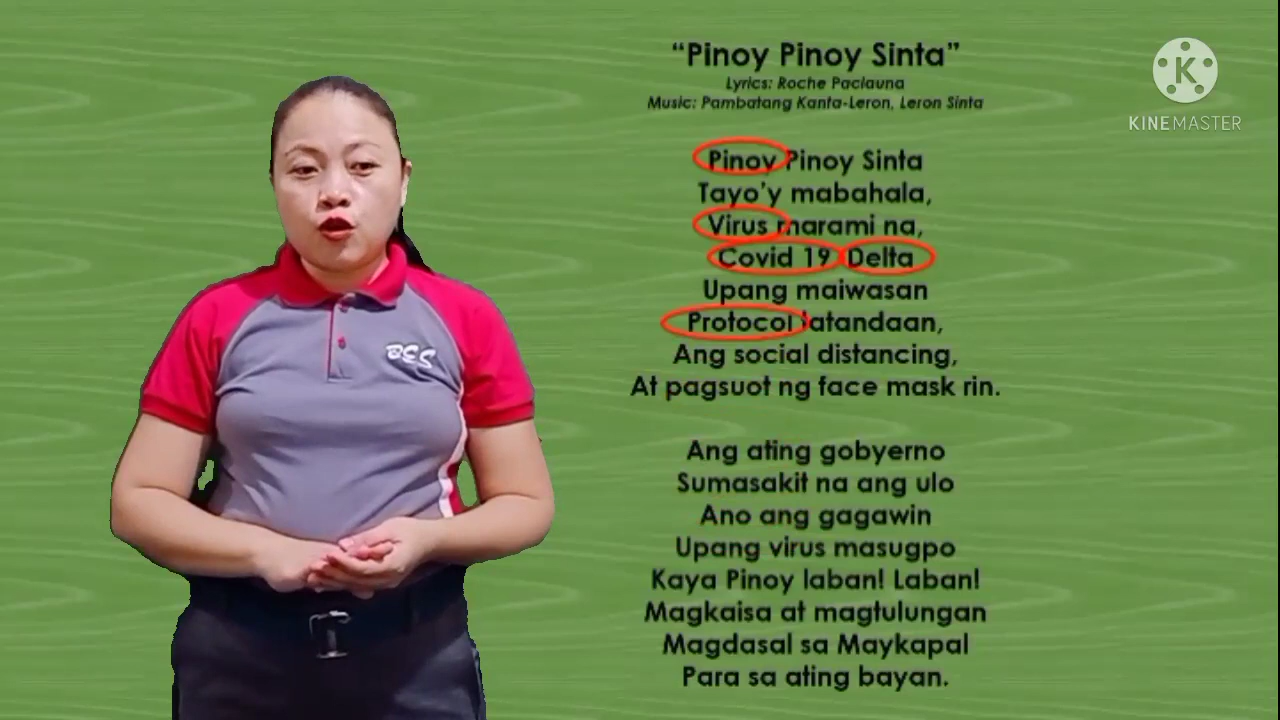 “Pinoy Pinoy Sinta”
Lyrics: Roche Paclauna
Music: Pambatang Kanta-Leron, Leron Sinta
KINEMASTER
Pinoy Pinoy Sinta
Tayo’y mabahala,
Virus marami na,
Covid 19 Delta
Upang maiwasan
Protocol tatandaan,
Ang social distancing,
At pagsuot ng face mask rin.
BES
Ang ating gobyerno
Sumasakit na ang ulo
Ano ang gagawin
Upang virus masugpo
Kaya Pinoy laban! Laban!
Magkaisa at magtulungan
Magdasal sa Maykapal
Para sa ating bayan.